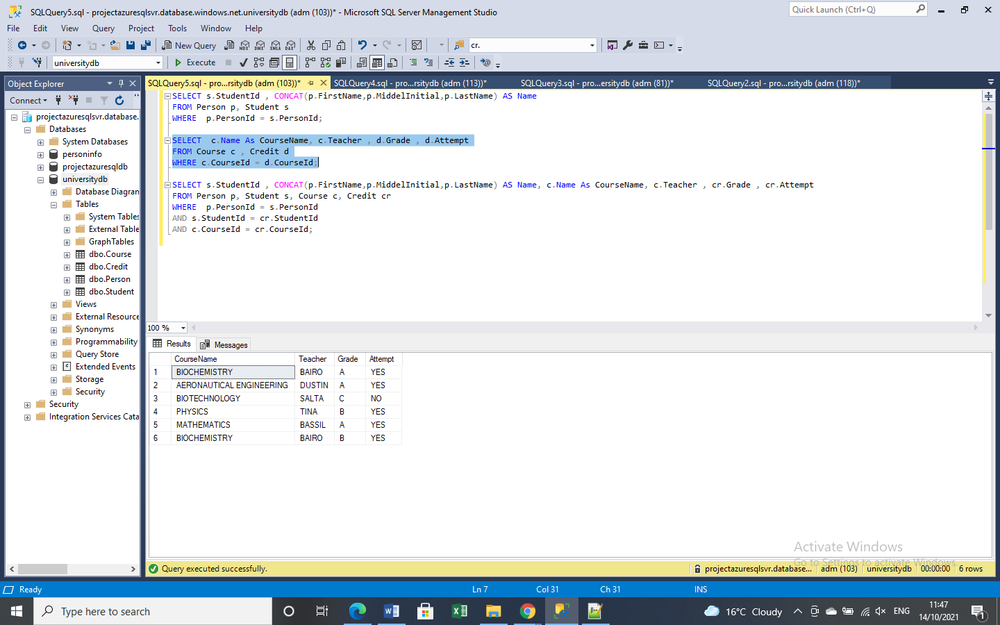 SQLQuery5.sql - projectazuresqlsvr.database.windows.net.universitydb (adm (103))* - Microsoft SQL Server Management Studio
Quick Launch (Ctrl+Q)
File Edit View Query Project Tools Window Help
New Query MDX DMX XMLA DAX cr.
universitydb Execute
Object Explorer
Connect
projectazuresqlsvr.database.
Databases
System Databases
personinfo
projectazuresqldb
universitydb
Database Diagran
Tables
System Tables
External Table
GraphTables
dbo.Course
dbo.Credit
dbo.Person
dbo.Student
Views
External Resource
Synonyms
Programmability
Query Store
Extended Events
Storage
Security
Security
Integration Services Cata
SQLQuery5.sql - pro...rsitydb (adm (103))* SQLQuery4.sql - pro...rsitydb (adm (113))* SQLQuery3.sql - pro...ersitydb (adm (81))* SQLQuery2.sql - pro...rsitydb (adm (118))*
SELECT s.StudentId , CONCAT(p.FirstName,p.MiddelInitial,p.LastName) AS Name
FROM Person p, Student s
WHERE  p.PersonId = s.PersonId;
SELECT  c.Name As CourseName, c.Teacher , d.Grade , d.Attempt
FROM Course c , Credit d
WHERE c.CourseId = d.CourseId;
SELECT s.StudentId , CONCAT(p.FirstName,p.MiddelInitial,p.LastName) AS Name, c.Name As CourseName, c.Teacher , cr.Grade , cr.Attempt
FROM Person p, Student s, Course c, Credit cr
WHERE  p.PersonId = s.PersonId
AND s.StudentId = cr.StudentId
AND c.CourseId = cr.CourseId;
100 %
Results Messages
CourseName Teacher Grade Attempt
1 BIOCHEMISTRY BAIRO A YES
2 AERONAUTICAL ENGINEERING DUSTIN A YES
3 BIOTECHNOLOGY SALTA C NO
4 PHYSICS TINA B YES
5 MATHEMATICS BASSIL A YES
6 BIOCHEMISTRY BAIRO B YES
Activate Windows
Go to Settings to activate Windows.
Query executed successfully. projectazuresqlsvr.database... adm (103) universitydb 00:00:00 6 rows
Ready Ln 7 Col 31 Ch 31 INS
Type here to search 16°C Cloudy ENG 11:47
14/10/2021
1